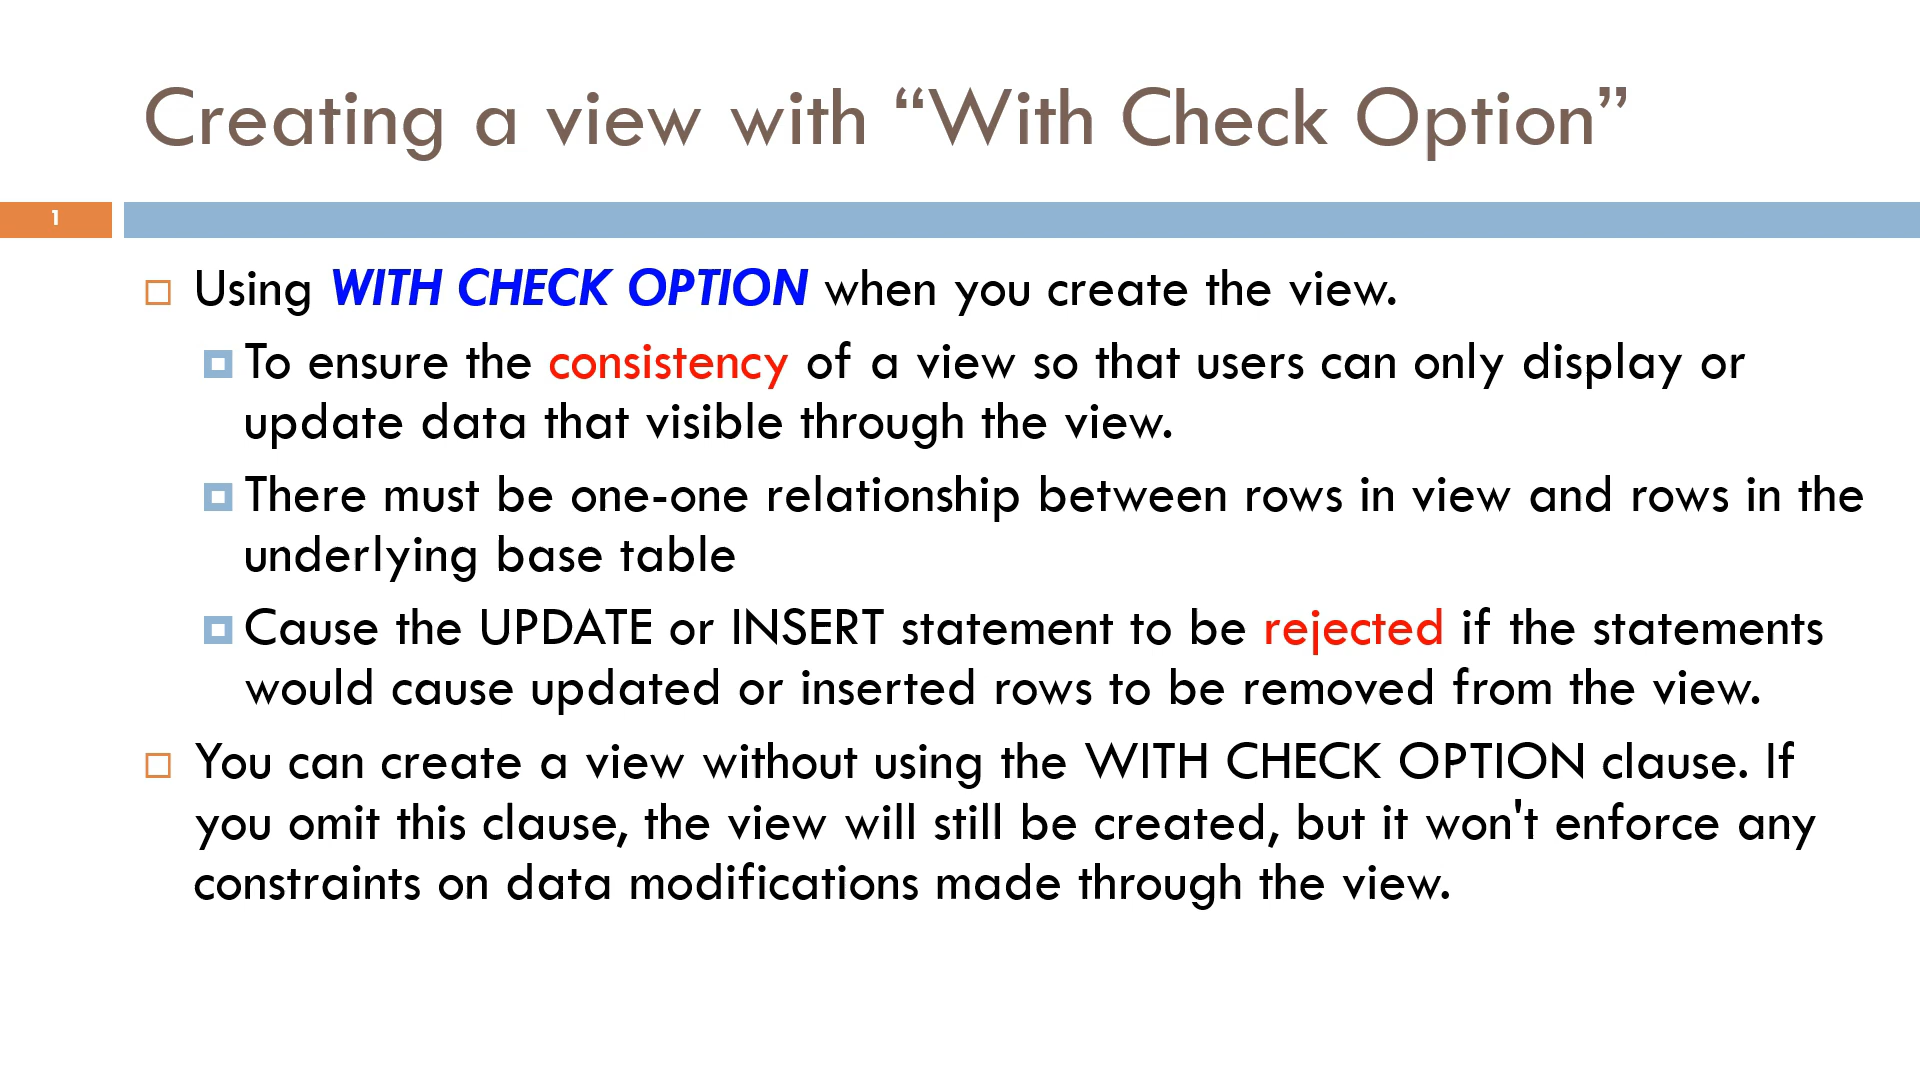 Creating a view with “With Check Option”
1
Using WITH CHECK OPTION when you create the view.
To ensure the consistency of a view so that users can only display or
update data that visible through the view.
There must be one-one relationship between rows in view and rows in the
underlying base table
Cause the UPDATE or INSERT statement to be rejected if the statements
would cause updated or inserted rows to be removed from the view.
You can create a view without using the WITH CHECK OPTION clause. If
you omit this clause, the view will still be created, but it won't enforce any
constraints on data modifications made through the view.